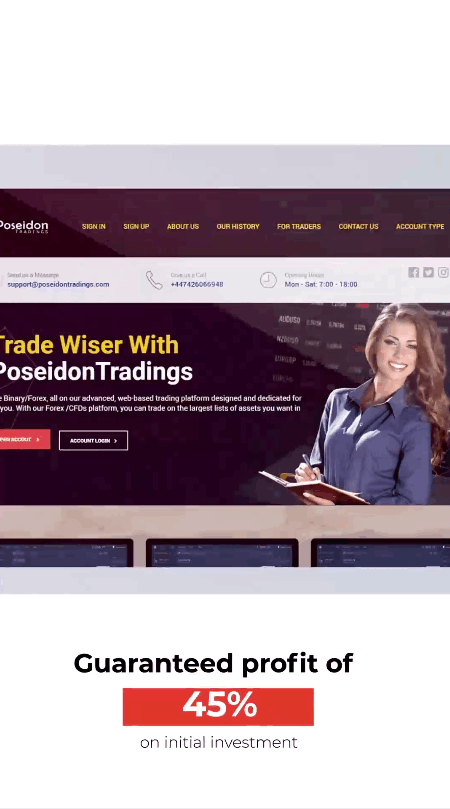 Poseidon
TRADINGS
SIGN IN SIGN UP ABOUT US OUR HISTORY FOR TRADERS CONTACT US ACCOUNT TYPE
Send us a Message
support@poseidontradings.com
Give us a Call
+447426066948
Opening Hours
Mon - Sat: 7:00 - 18:00
AUDUSD
NZDUSD
EURUSD
Trade Wiser With
PoseidonTradings
Binary/Forex, all on our advanced, web-based trading platform designed and dedicated for
you. With our Forex /CFDs platform, you can trade on the largest lists of assets you want in
ACCOUNT LOGIN >
Guaranteed profit of
45%
on initial investment